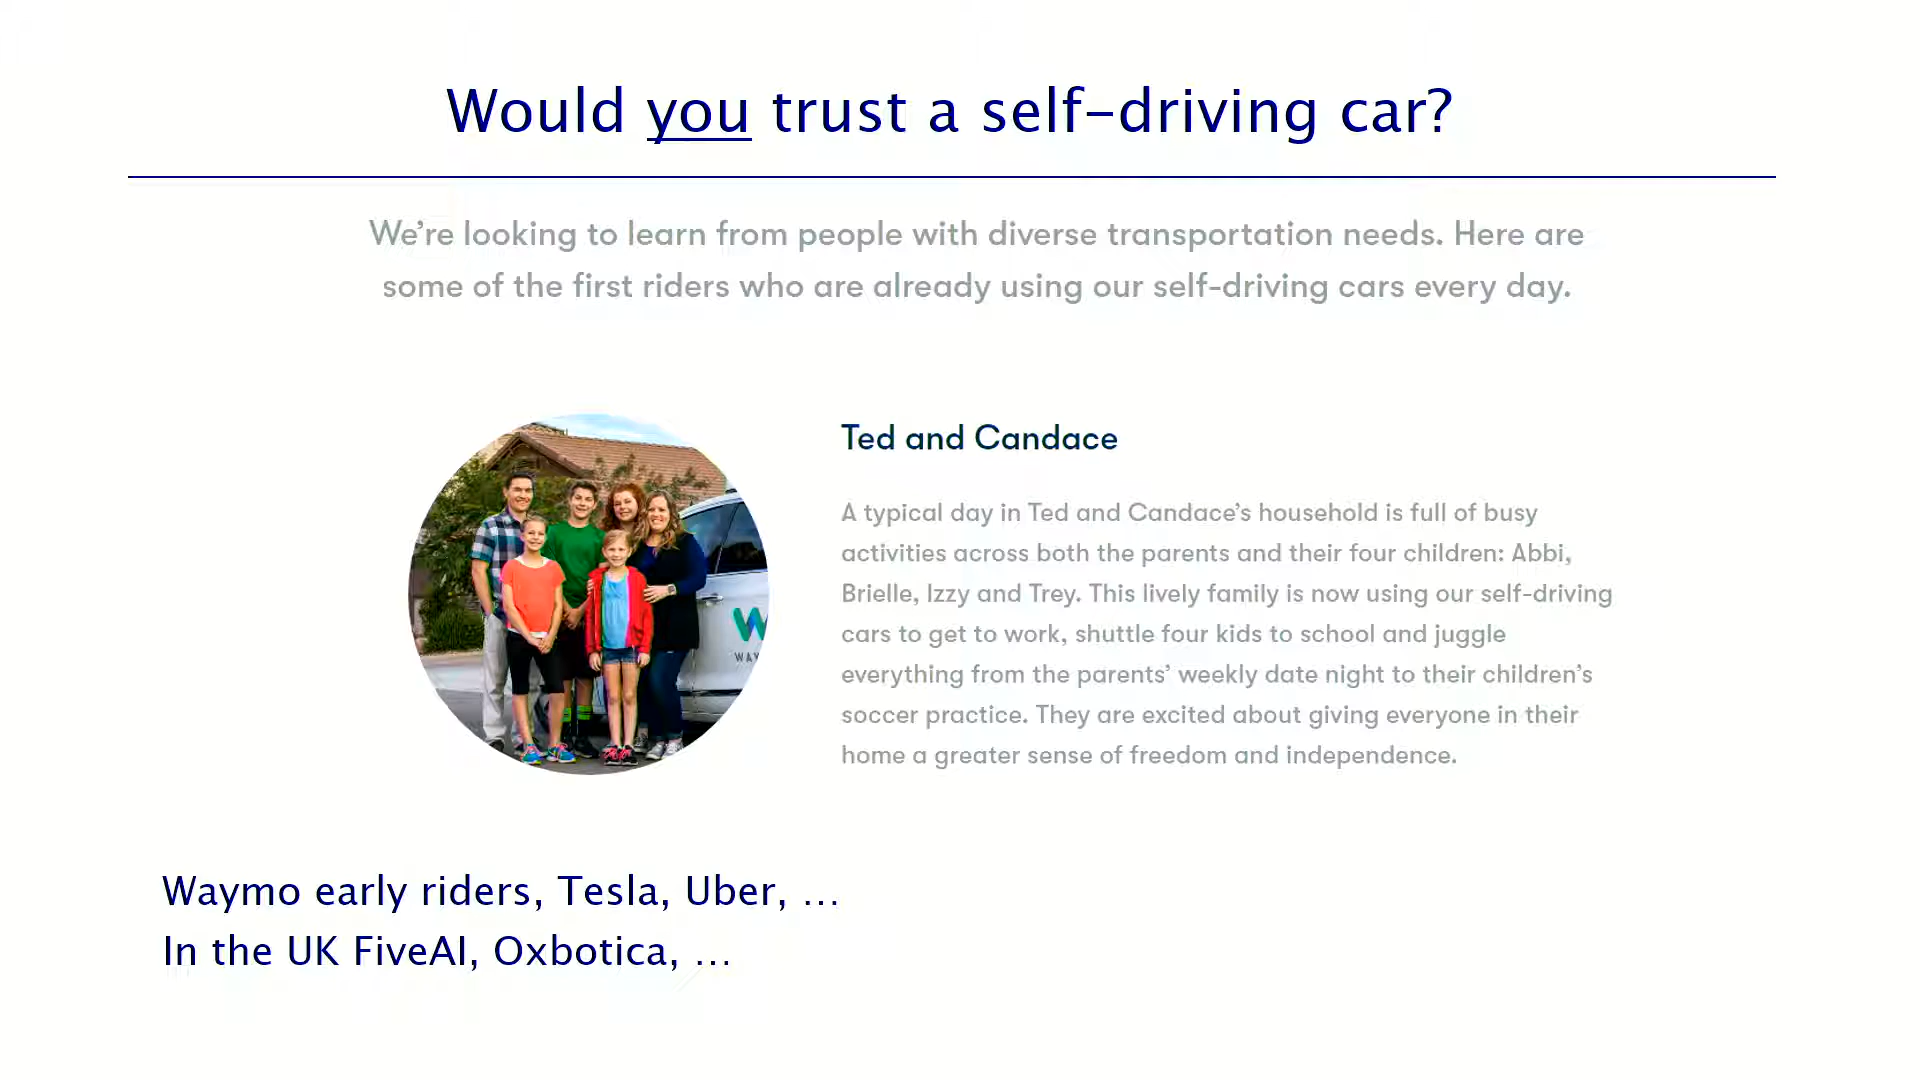 Would you trust a self-driving car?
We're looking to learn from people with diverse transportation needs. Here are
some of the first riders who are already using our self-driving cars every day.
Ted and Candace
A typical day in Ted and Candace's household is full of busy
activities across both the parents and their four children: Abbi,
Brielle, Izzy and Trey. This lively family is now using our self-driving
cars to get to work, shuttle four kids to school and juggle
everything from the parents' weekly date night to their children's
soccer practice. They are excited about giving everyone in their
home a greater sense of freedom and independence.
W
WAY
Waymo early riders, Tesla, Uber, ...
In the UK FiveAI, Oxbotica, ...